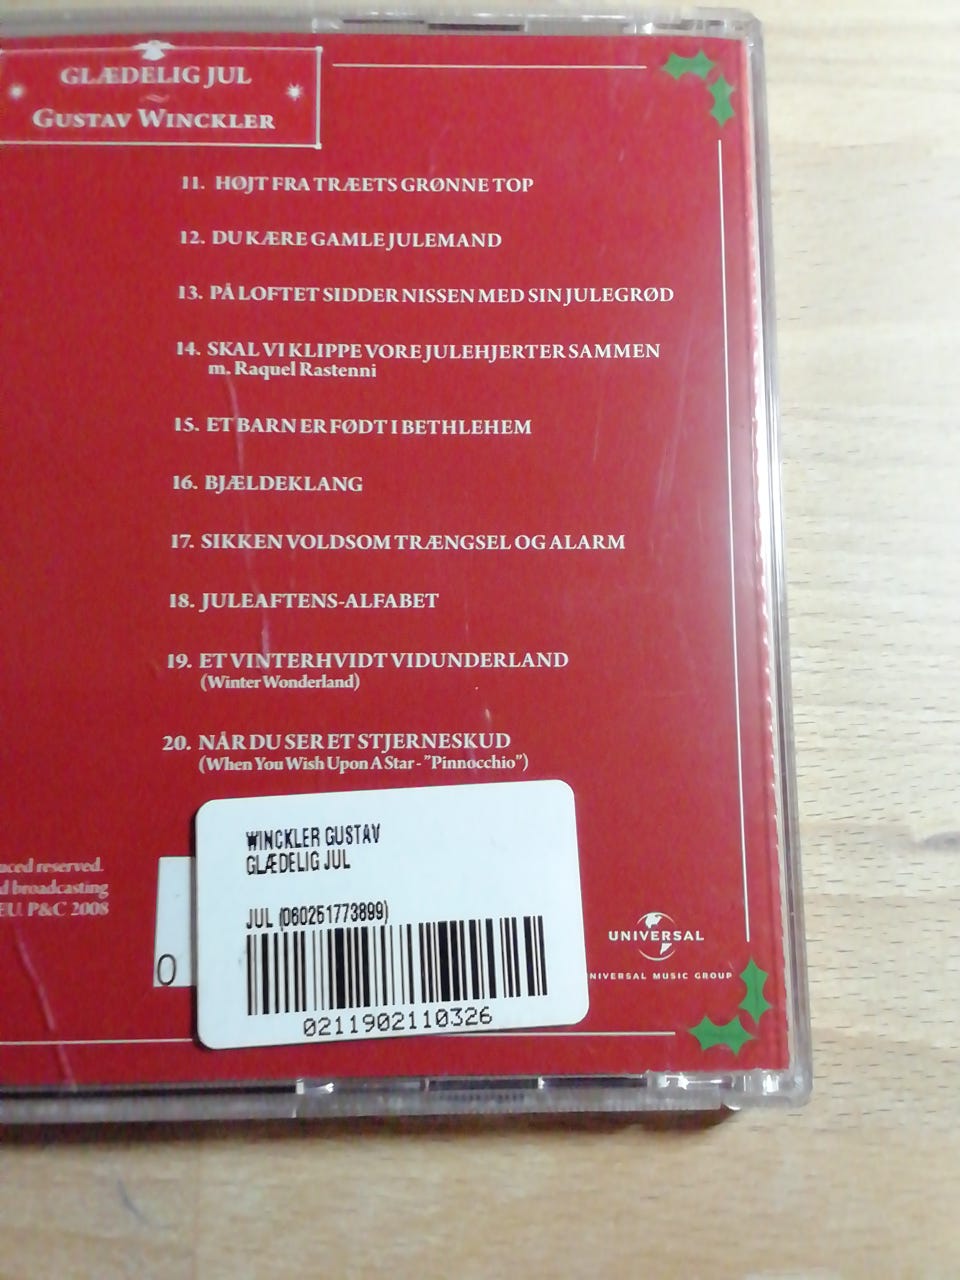 GLÆDELIG JUL
~
GUSTAV WINCKLER
11. HØJT FRA TRÆETS GRØNNE TOP
12. DU KÆRE GAMLE JULEMAND
13. PÅ LOFTET SIDDER NISSEN MED SIN JULEGRØD
14. SKAL VI KLIPPE VORE JULEHJERTER SAMMEN
m. Raquel Rastenni
15. ET BARN ER FØDT I BETHLEHEM
16. BJÆLDEKLANG
17. SIKKEN VOLDSOM TRÆNGSEL OG ALARM
18. JULEAFTENS-ALFABET
19. ET VINTERHVIDT VIDUNDERLAND
(Winter Wonderland)
20. NÅR DU SER ET STJERNESKUD
(When You Wish Upon A Star - "Pinnocchio")
uced reserved.
d broadcasting
EU. P&C 2008
0
WINCKLER GUSTAV
GLÆDELIG JUL
JUL (060251773899)
0211902110326
UNIVERSAL
NIVERSAL MUSIC GROUP